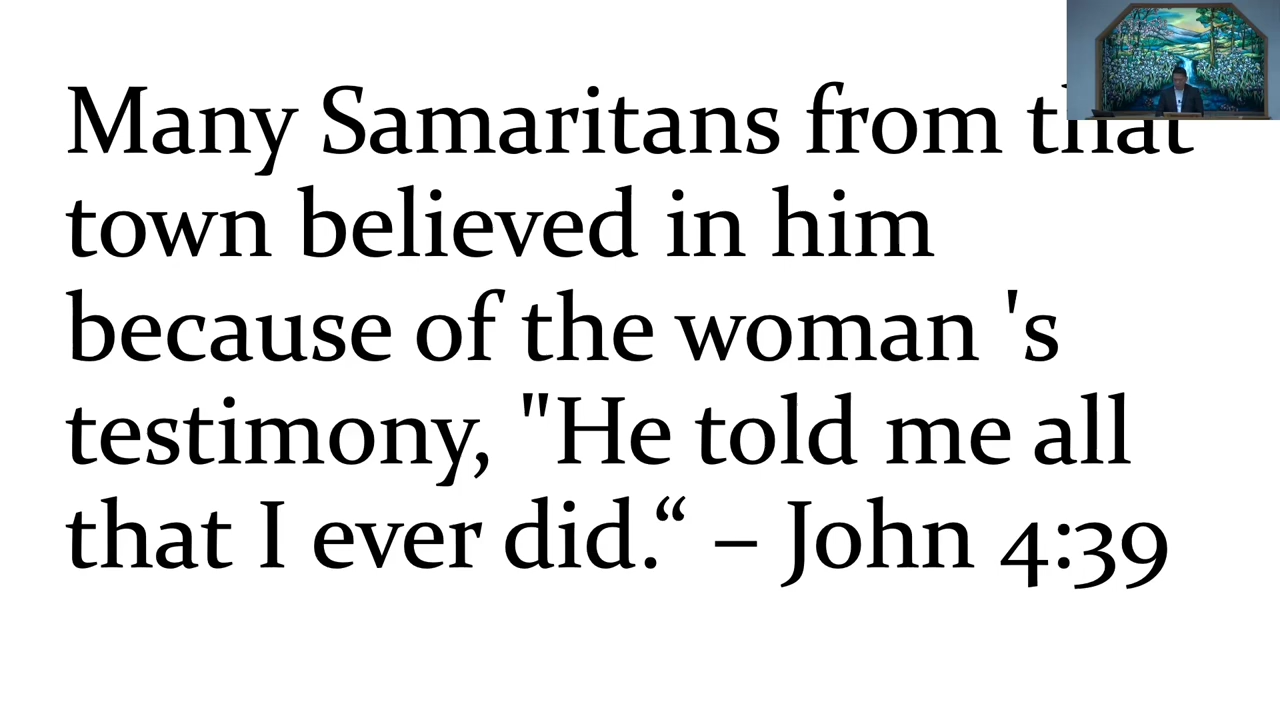 Many Samaritans from that
town believed in him
because of the woman 's
testimony, "He told me all
that I ever did.“ – John 4:39